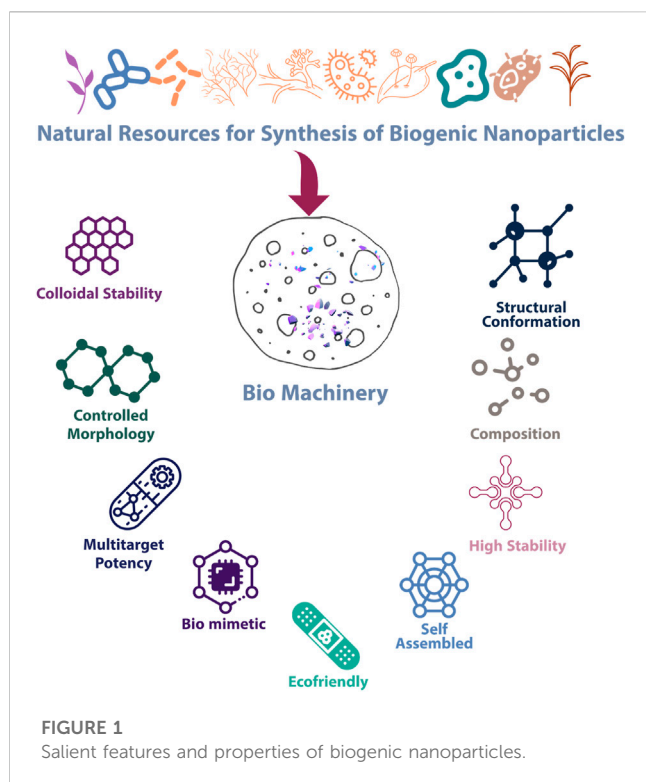 Natural Resources for Synthesis of Biogenic Nanoparticles
Colloidal Stability
Structural
Conformation
Bio Machinery
Controlled
Morphology
Composition
Multitarget
Potency
High Stability
Bio mimetic
Self
Assembled
Ecofriendly
FIGURE 1
Salient features and properties of biogenic nanoparticles.